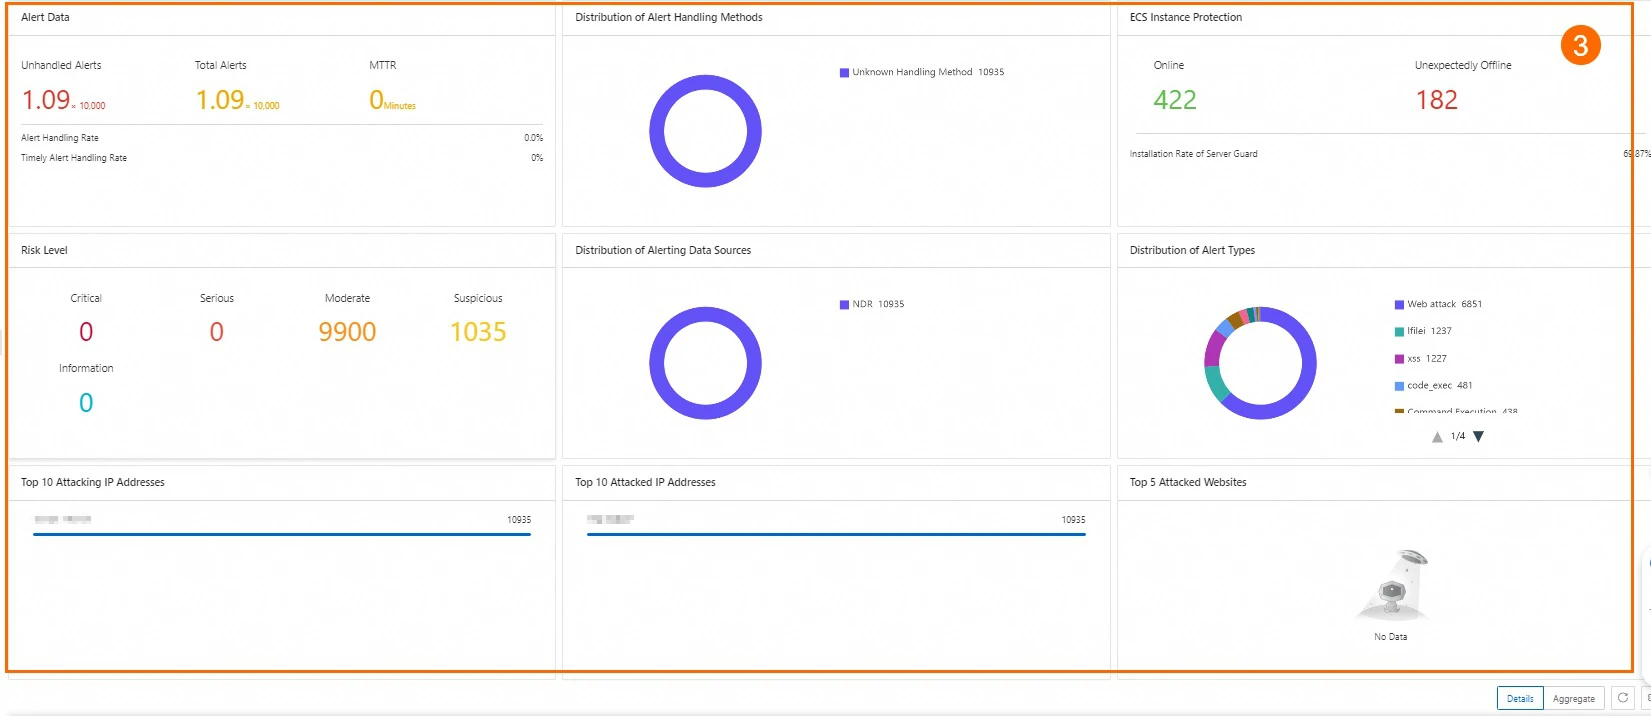 Alert Data
Unhandled Alerts
Total Alerts
MTTR
1.09 × 10,000
1.09 × 10,000
0 Minutes
Alert Handling Rate 0.0%
Timely Alert Handling Rate 0%
Distribution of Alert Handling Methods
Unknown Handling Method 10935
ECS Instance Protection
3
Online
Unexpectedly Offline
422
182
Installation Rate of Server Guard 69.87%
Risk Level
Critical
Serious
Moderate
Suspicious
0
0
9900
1035
Information
0
Distribution of Alerting Data Sources
NDR 10935
Distribution of Alert Types
Web attack 6851
lfilei 1237
xss 1227
code_exec 481
Command Execution 438
1/4
Top 10 Attacking IP Addresses
10935
Top 10 Attacked IP Addresses
10935
Top 5 Attacked Websites
No Data
Details
Aggregate